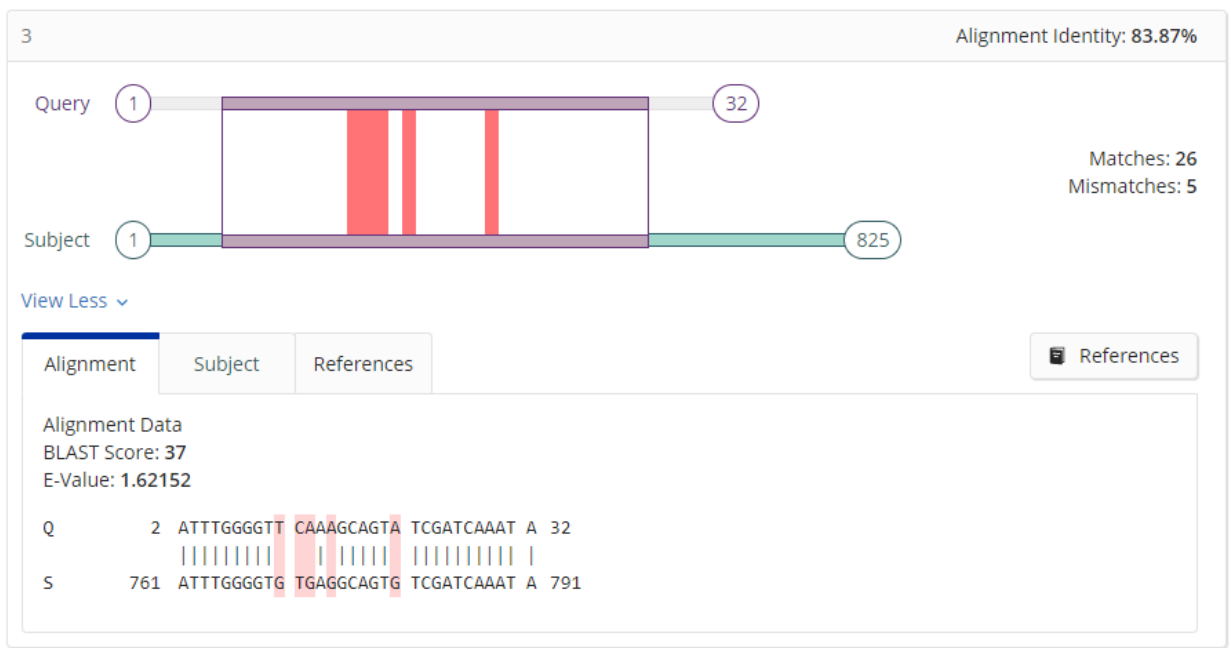 3 Alignment Identity: 83.87%
Query 1 32
Matches: 26
Mismatches: 5
Subject 1 825
View Less
Alignment Subject References References
Alignment Data
BLAST Score: 37
E-Value: 1.62152
Q 2 ATTTGGGGTT CAAAGCAGTA TCGATCAAAT A 32
||||||||| | ||||| |||||||||| |
S 761 ATTTGGGGTG TGAGGCAGTG TCGATCAAAT A 791